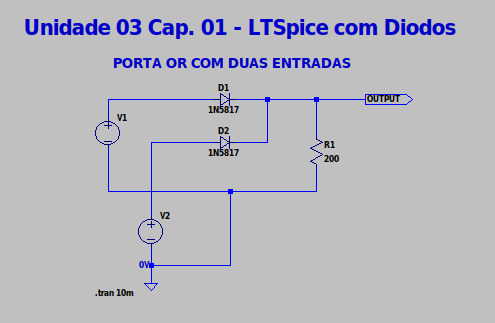 Unidade 03 Cap. 01 - LTSpice com Diodos
PORTA OR COM DUAS ENTRADAS
D1
OUTPUT
1N5817
V1
D2
R1
1N5817
200
V2
0V
.tran 10m